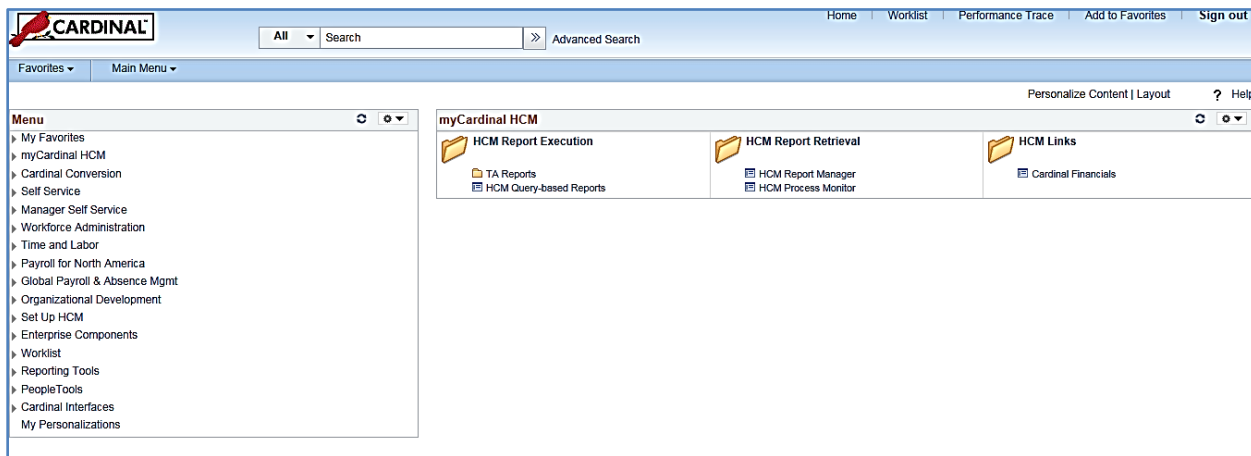 CARDINAL™
Home | Worklist | Performance Trace | Add to Favorites | Sign out
All Search » Advanced Search
Favorites Main Menu
Personalize Content | Layout ? Help
Menu
My Favorites
myCardinal HCM
Cardinal Conversion
Self Service
Manager Self Service
Workforce Administration
Time and Labor
Payroll for North America
Global Payroll & Absence Mgmt
Organizational Development
Set Up HCM
Enterprise Components
Worklist
Reporting Tools
PeopleTools
Cardinal Interfaces
My Personalizations
myCardinal HCM
HCM Report Execution
TA Reports
HCM Query-based Reports
HCM Report Retrieval
HCM Report Manager
HCM Process Monitor
HCM Links
Cardinal Financials